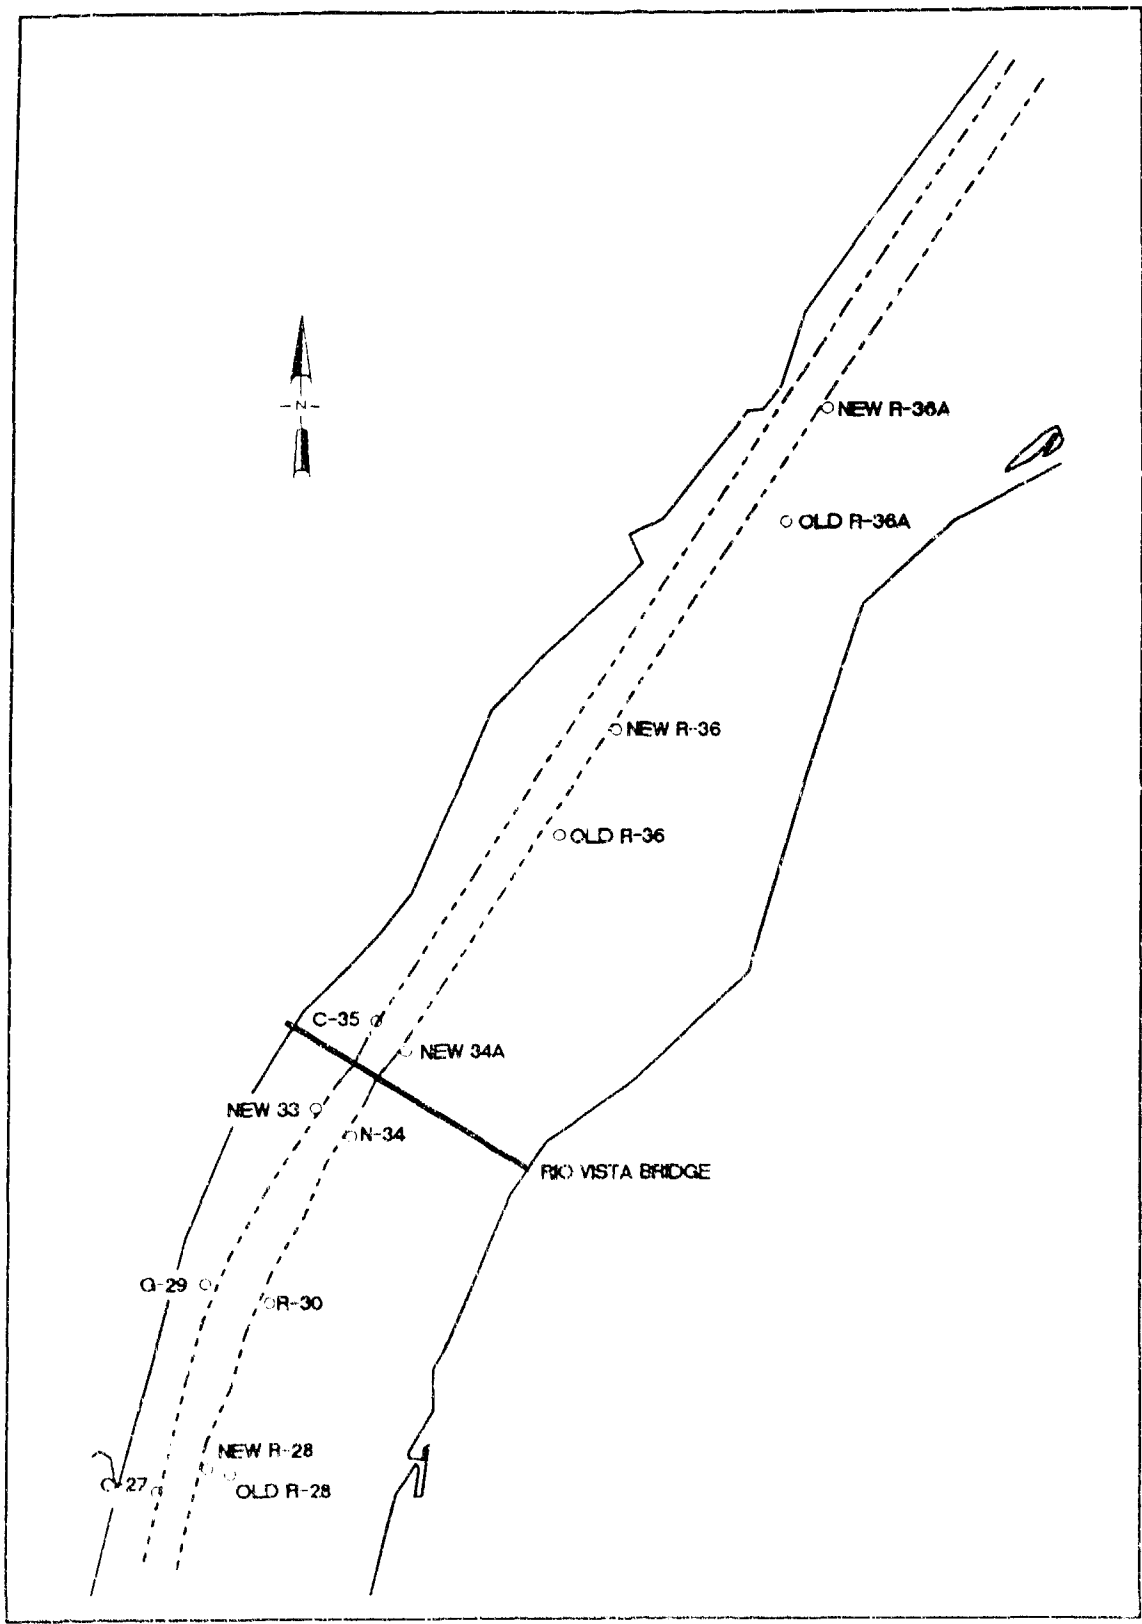 N
NEW R-36A
OLD R-36A
NEW R-36
OLD R-36
C-35
NEW 34A
NEW 33
N-34
RIO VISTA BRIDGE
G-29
R-30
NEW R-28
C-27
OLD R-28